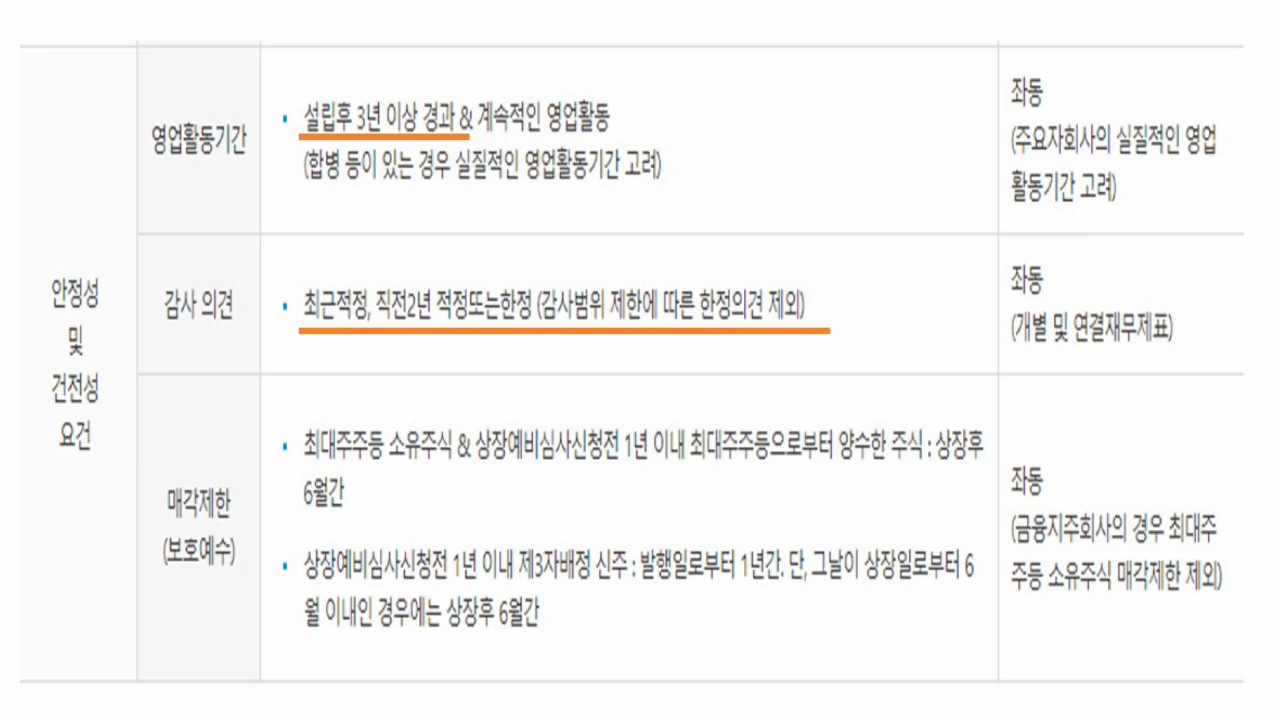 안정성
및
건전성
요건
영업활동기간
• 설립후 3년 이상 경과 & 계속적인 영업활동
(합병 등이 있는 경우 실질적인 영업활동기간 고려)
좌동
(주요자회사의 실질적인 영업
활동기간 고려)
감사 의견
• 최근적정, 직전2년 적정또는한정 (감사범위 제한에 따른 한정의견 제외)
좌동
(개별 및 연결재무제표)
매각제한
(보호예수)
• 최대주주등 소유주식 & 상장예비심사신청전 1년 이내 최대주주등으로부터 양수한 주식 : 상장후
6월간
• 상장예비심사신청전 1년 이내 제3자배정 신주 : 발행일로부터 1년간. 단, 그날이 상장일로부터 6
월 이내인 경우에는 상장후 6월간
좌동
(금융지주회사의 경우 최대주
주등 소유주식 매각제한 제외)